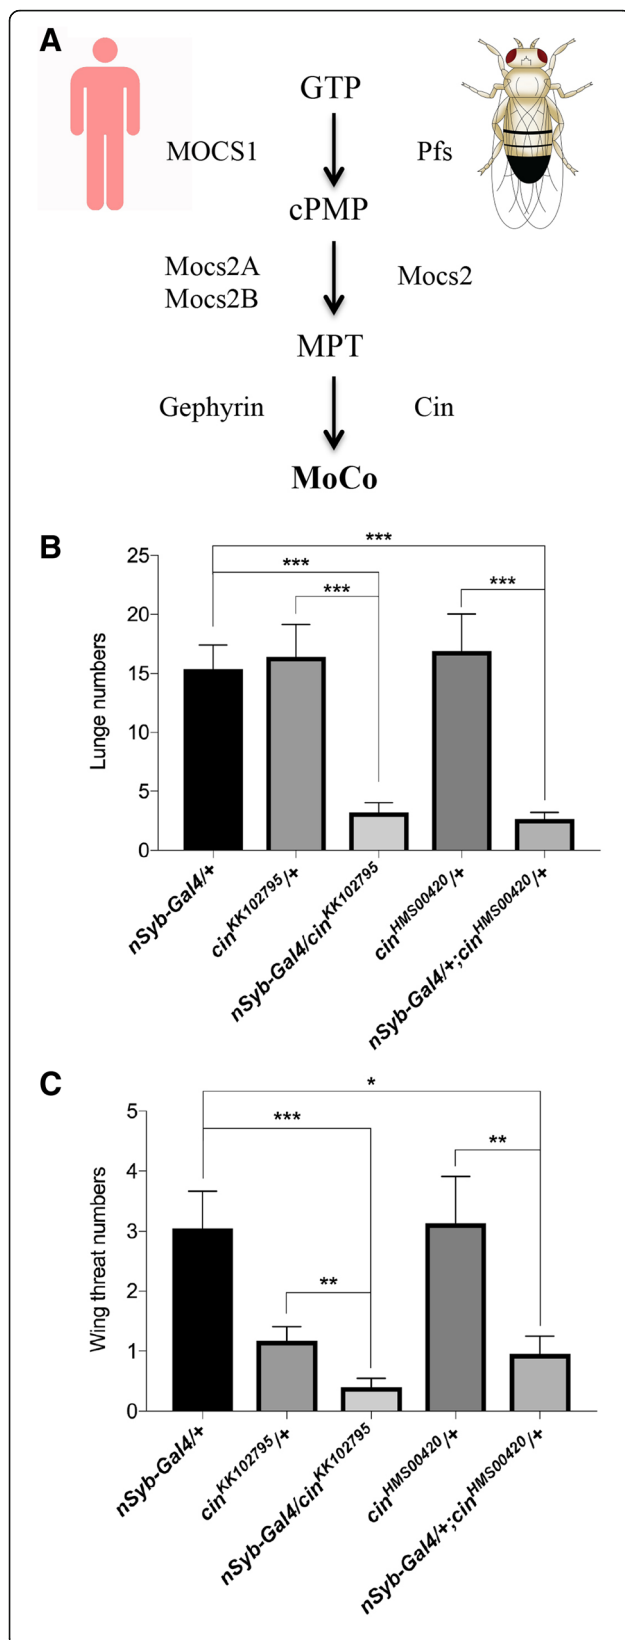 A
GTP
MOCS1
Pfs
cPMP
Mocs2A
Mocs2B
Mocs2
MPT
Gephyrin
Cin
MoCo
B
***
***
***
***
25
20
15
10
5
0
Lunge numbers
nSyb-Gal4/+
cinKK102795/+
nSyb-Gal4/cinKK102795
cinHMS00420/+
nSyb-Gal4/+;cinHMS00420/+
C
*
***
**
**
5
4
3
2
1
0
Wing threat numbers
nSyb-Gal4/+
cinKK102795/+
nSyb-Gal4/cinKK102795
cinHMS00420/+
nSyb-Gal4/+;cinHMS00420/+